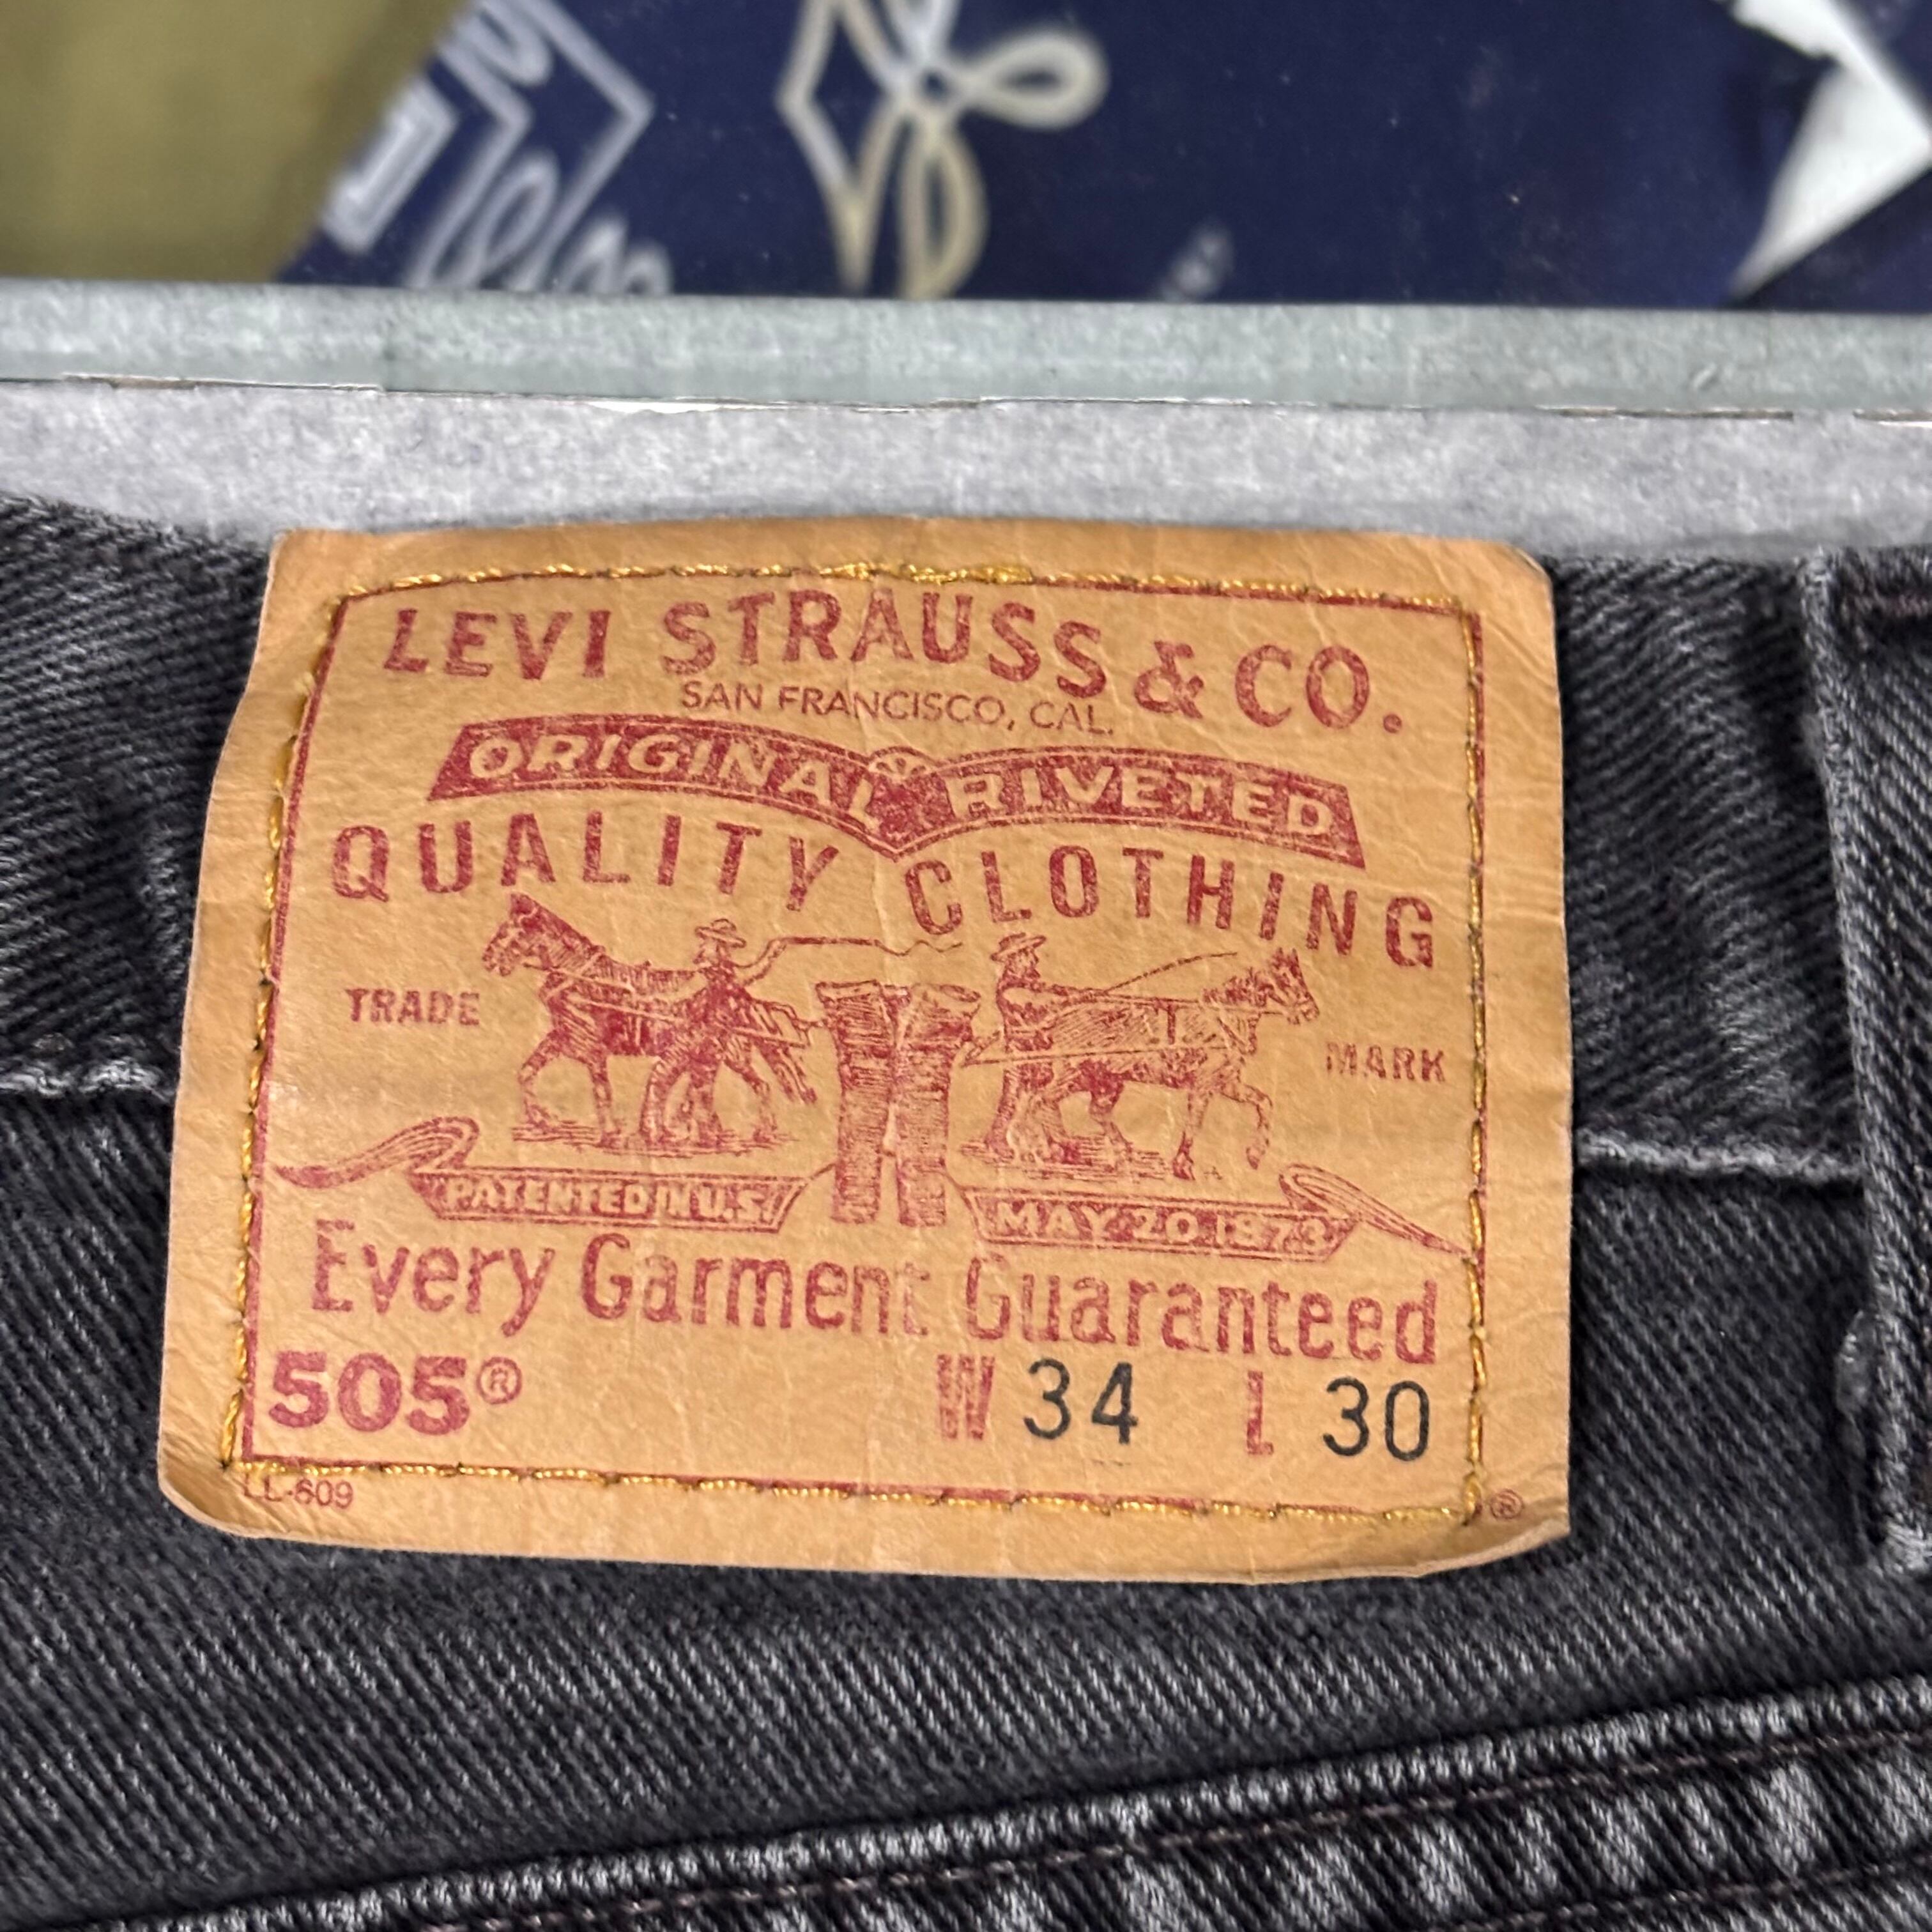 LEVI STRAUSS & CO.
SAN FRANCISCO, CAL.
ORIGINAL RIVETED
QUALITY CLOTHING
TRADE MARK
PATENTED IN U.S.
MAY 20 1873
Every Garment Guaranteed
505® W 34 L 30
LL-609 ®